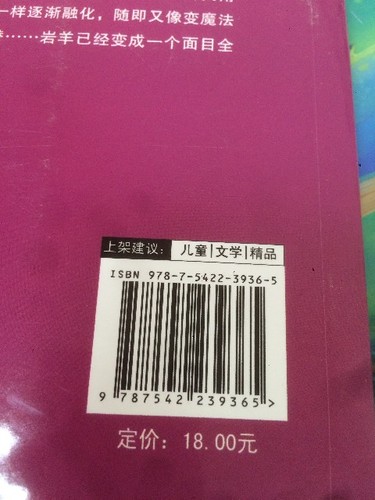 一样逐渐融化，随即又像变魔法
……岩羊已经变成一个面目全
上架建议： 儿童|文学|精品
ISBN 978-7-5422-3936-5
9 787542 239365 >
定价：18.00元